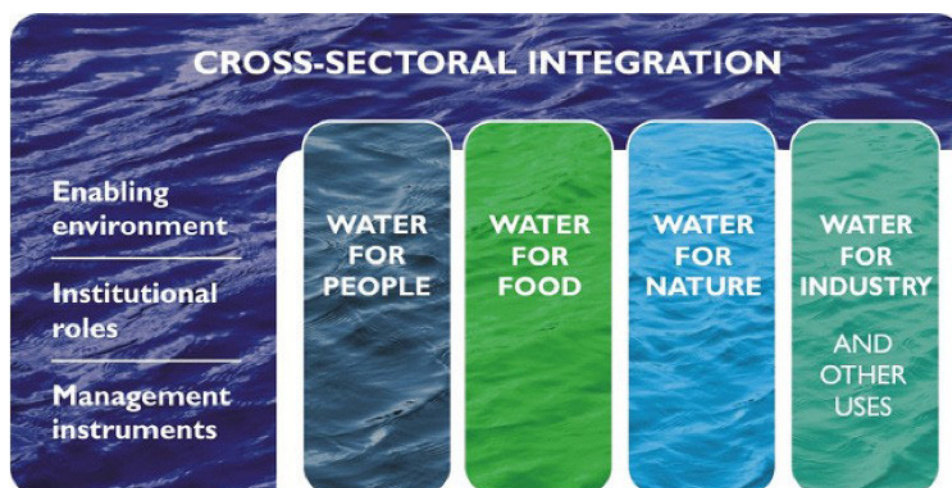 CROSS-SECTORAL INTEGRATION
Enabling
environment
Institutional
roles
Management
instruments
WATER
FOR
PEOPLE
WATER
FOR
FOOD
WATER
FOR
NATURE
WATER
FOR
INDUSTRY
AND
OTHER
USES